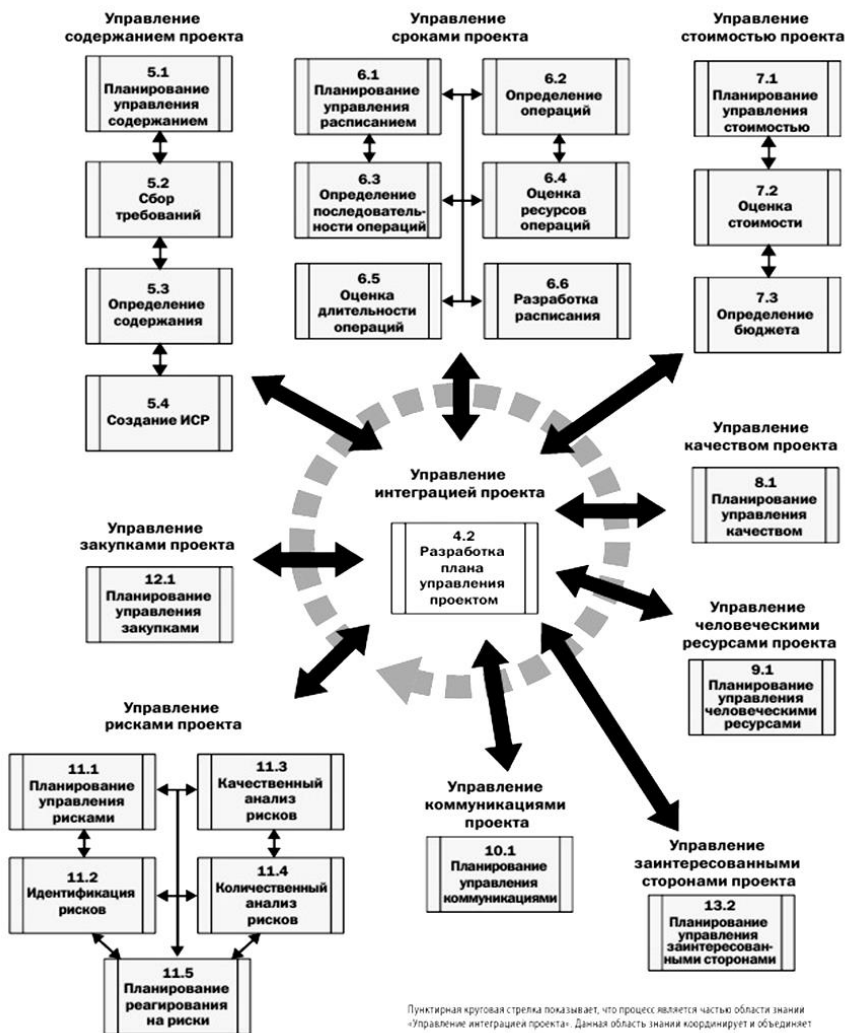 Управление
содержанием проекта
5.1
Планирование
управления
содержанием
5.2
Сбор
требований
5.3
Определение
содержания
5.4
Создание ИСР
Управление
сроками проекта
6.1
Планирование
управления
расписанием
6.2
Определение
операций
6.3
Определение
последователь-
ности операций
6.4
Оценка
ресурсов
операций
6.5
Оценка
длительности
операций
6.6
Разработка
расписания
Управление
стоимостью проекта
7.1
Планирование
управления
стоимостью
7.2
Оценка
стоимости
7.3
Определение
бюджета
Управление
интеграцией проекта
4.2
Разработка
плана
управления
проектом
Управление
качеством проекта
8.1
Планирование
управления
качеством
Управление
закупками проекта
12.1
Планирование
управления
закупками
Управление
человеческими
ресурсами проекта
9.1
Планирование
управления
человеческими
ресурсами
Управление
рисками проекта
11.1
Планирование
управления
рисками
11.3
Качественный
анализ
рисков
11.2
Идентификация
рисков
11.4
Количественный
анализ
рисков
11.5
Планирование
реагирования
на риски
Управление
коммуникациями
проекта
10.1
Планирование
управления
коммуникациями
Управление
заинтересованными
сторонами проекта
13.2
Планирование
управления
заинтересован-
ными сторонами
Пунктирная круговая стрелка показывает, что процесс является частью области знаний
«Управление интеграцией проекта». Данная область знаний координирует и объединяет